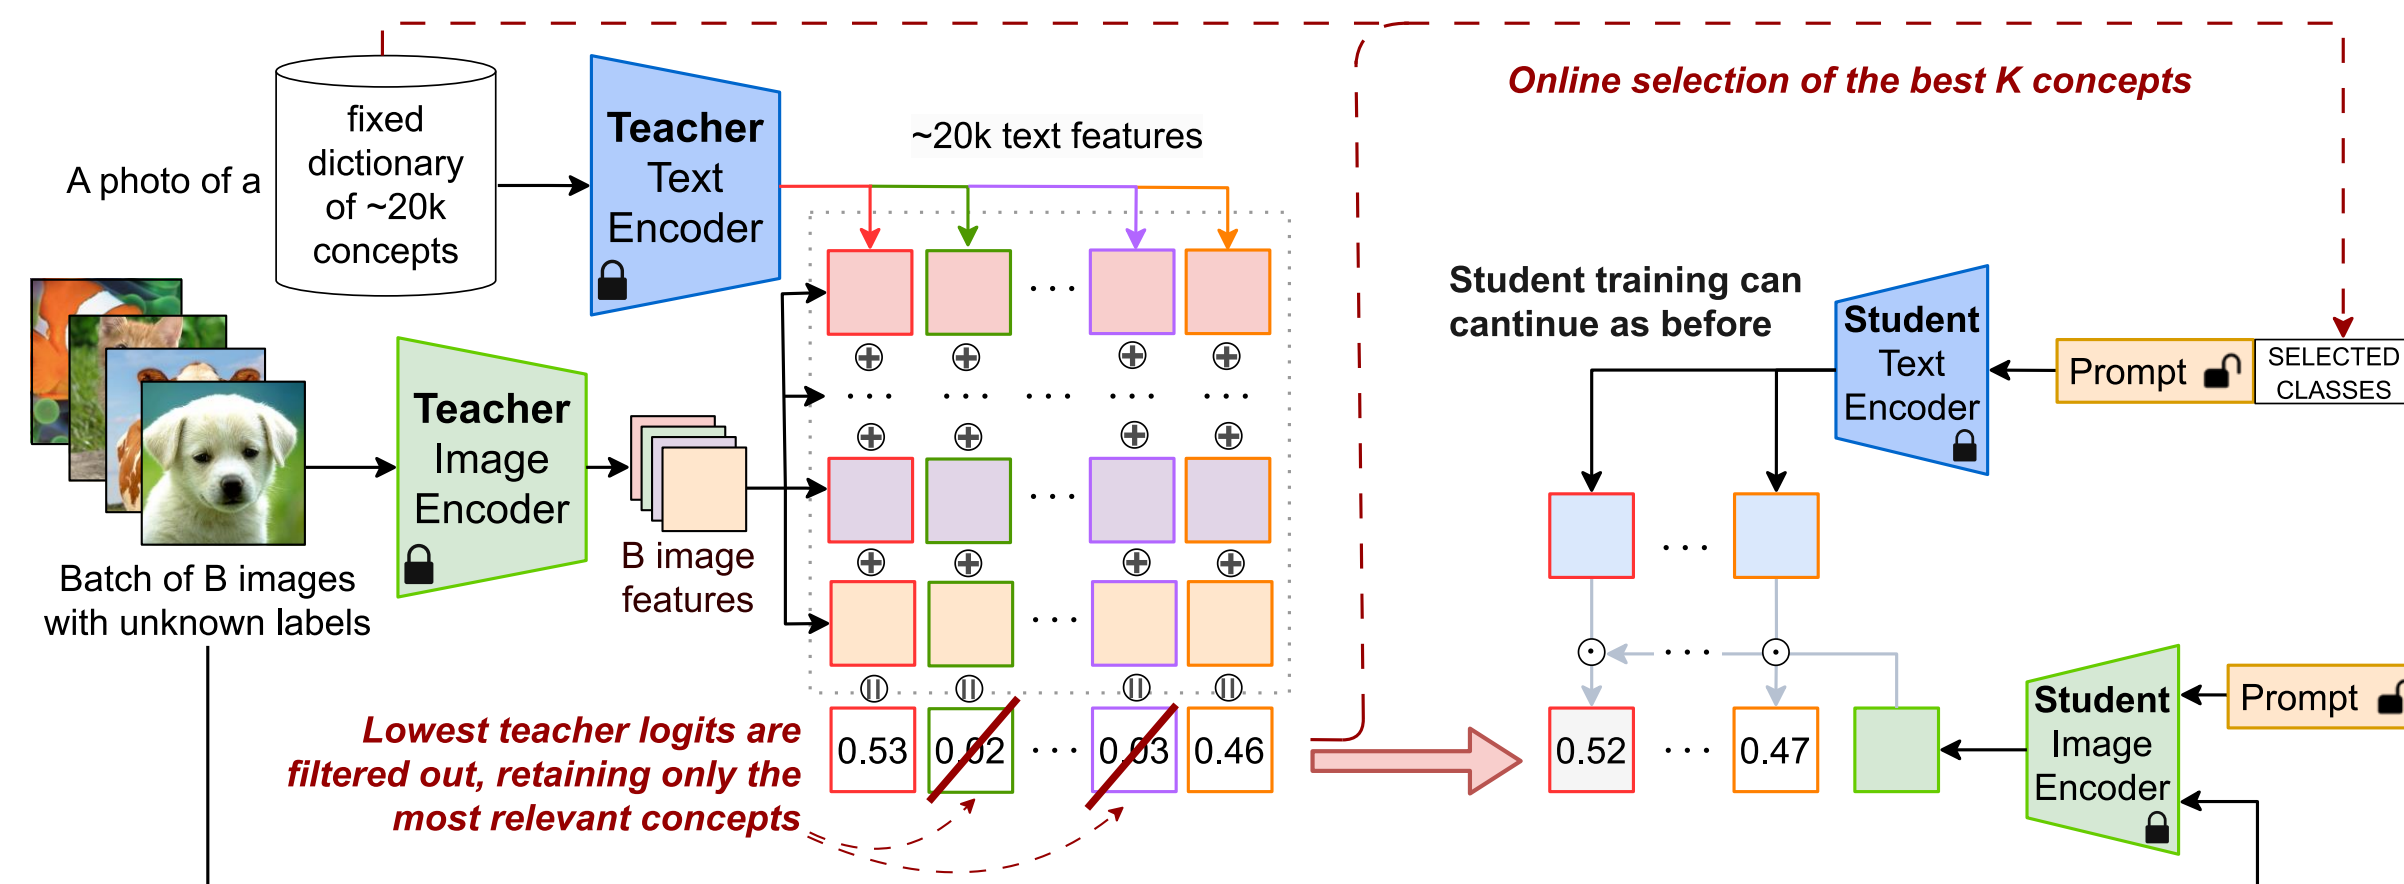 Online selection of the best K concepts
A photo of a
fixed
dictionary
of ~20k
concepts
Teacher
Text
Encoder
~20k text features
Teacher
Image
Encoder
B image
features
Batch of B images
with unknown labels
Lowest teacher logits are
filtered out, retaining only the
most relevant concepts
0.53
0.02
0.03
0.46
Student training can
cantinue as before
Student
Text
Encoder
Prompt
SELECTED
CLASSES
0.52
0.47
Student
Image
Encoder
Prompt